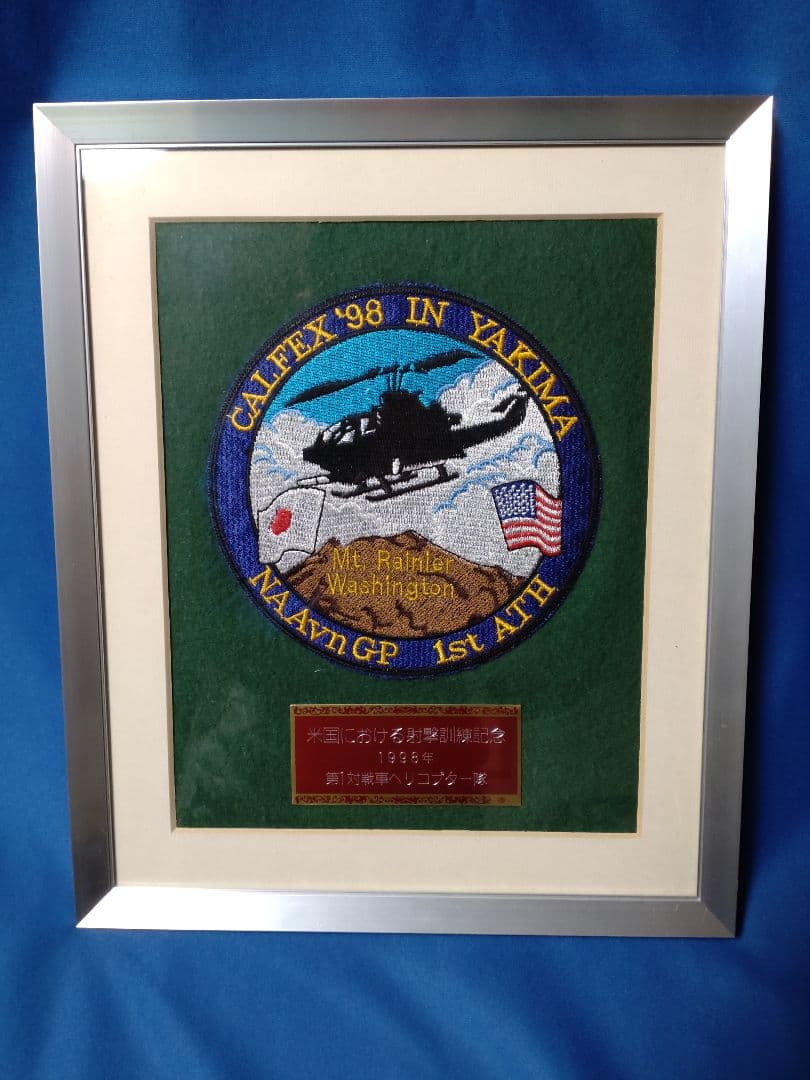 CALFEX '98 IN YAKIMA
Mt, Rainier
Washington
NA Avn GP 1st ATH
米国における射撃訓練記念
1998年
第1対戦車ヘリコプター隊